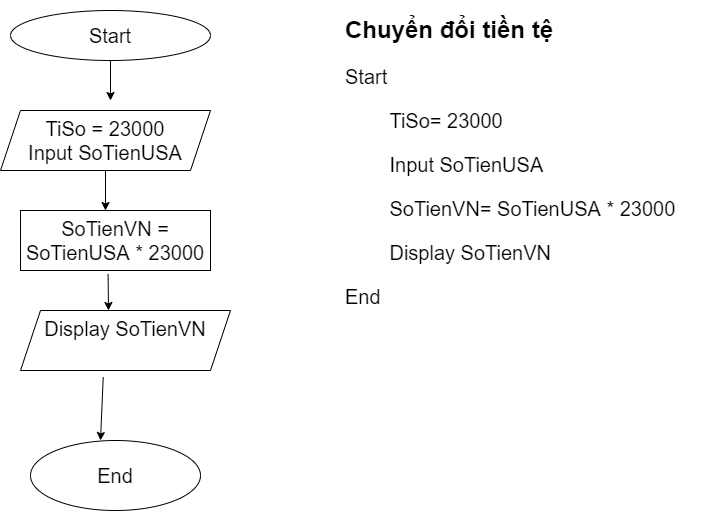 Start
TiSo = 23000
Input SoTienUSA
SoTienVN =
SoTienUSA * 23000
Display SoTienVN
End
Chuyển đổi tiền tệ
Start
TiSo= 23000
Input SoTienUSA
SoTienVN= SoTienUSA * 23000
Display SoTienVN
End